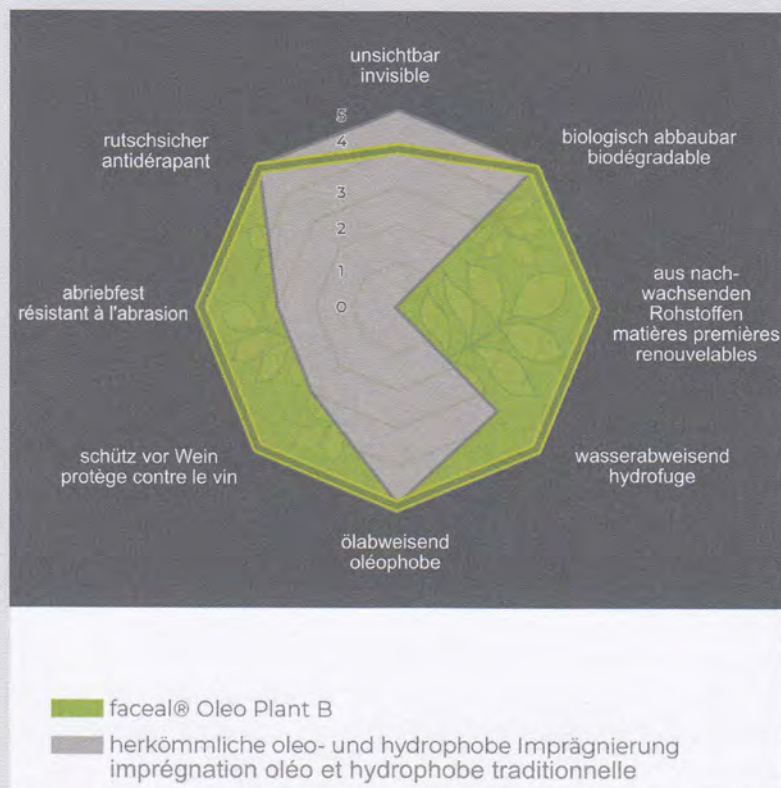 unsichtbar
invisible
rutschsicher
antidérapant
biologisch abbaubar
biodégradable
5
4
3
2
1
0
abriebfest
résistant à l'abrasion
aus nach-
wachsenden
Rohstoffen
matières premières
renouvelables
schütz vor Wein
protège contre le vin
wasserabweisend
hydrofuge
ölabweisend
oléophobe
faceal® Oleo Plant B
herkömmliche oleo- und hydrophobe Imprägnierung
imprégnation oléo et hydrophobe traditionnelle